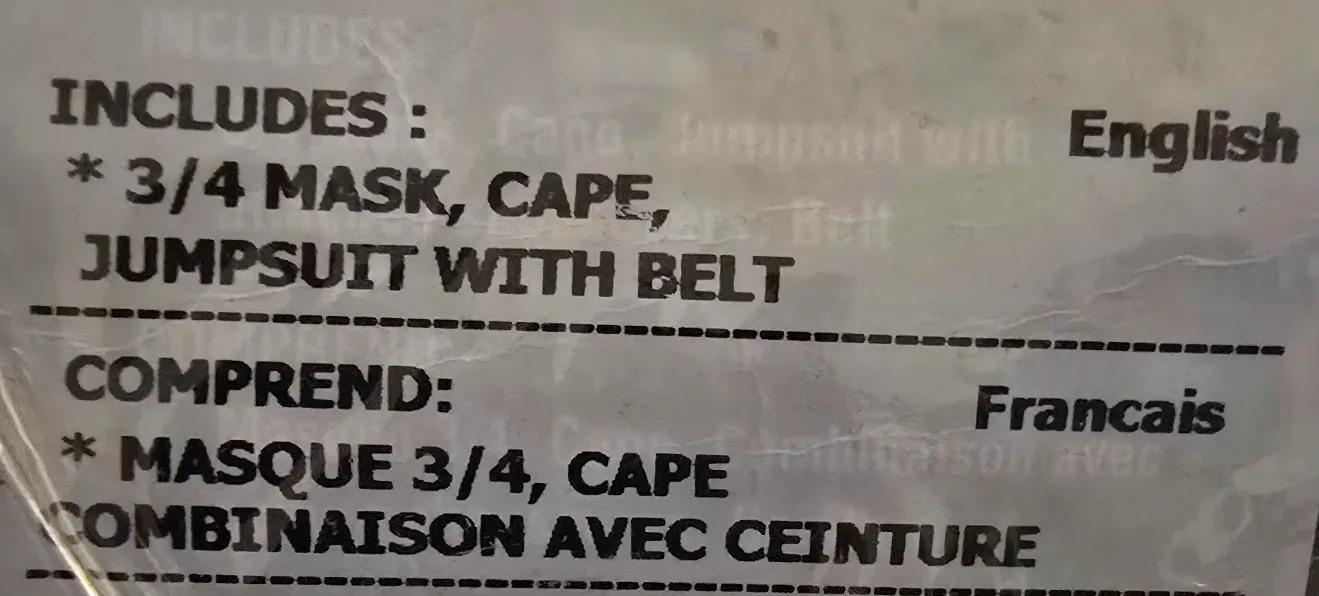 INCLUDES :
English
* 3/4 MASK, CAPE,
JUMPSUIT WITH BELT
COMPREND:
Francais
* MASQUE 3/4, CAPE
COMBINAISON AVEC CEINTURE